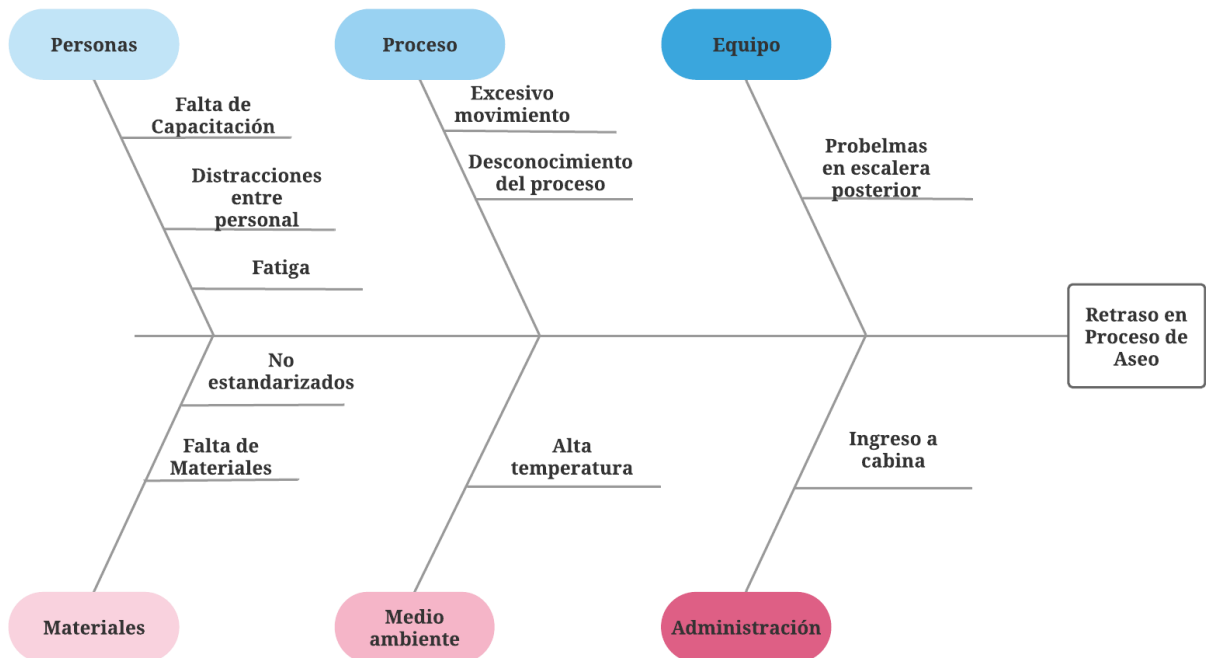 Personas
Proceso
Equipo
Falta de
Capacitación
Distracciones
entre
personal
Fatiga
Excesivo
movimiento
Desconocimiento
del proceso
Probelmas
en escalera
posterior
Retraso en
Proceso de
Aseo
No
estandarizados
Falta de
Materiales
Alta
temperatura
Ingreso a
cabina
Materiales
Medio
ambiente
Administración